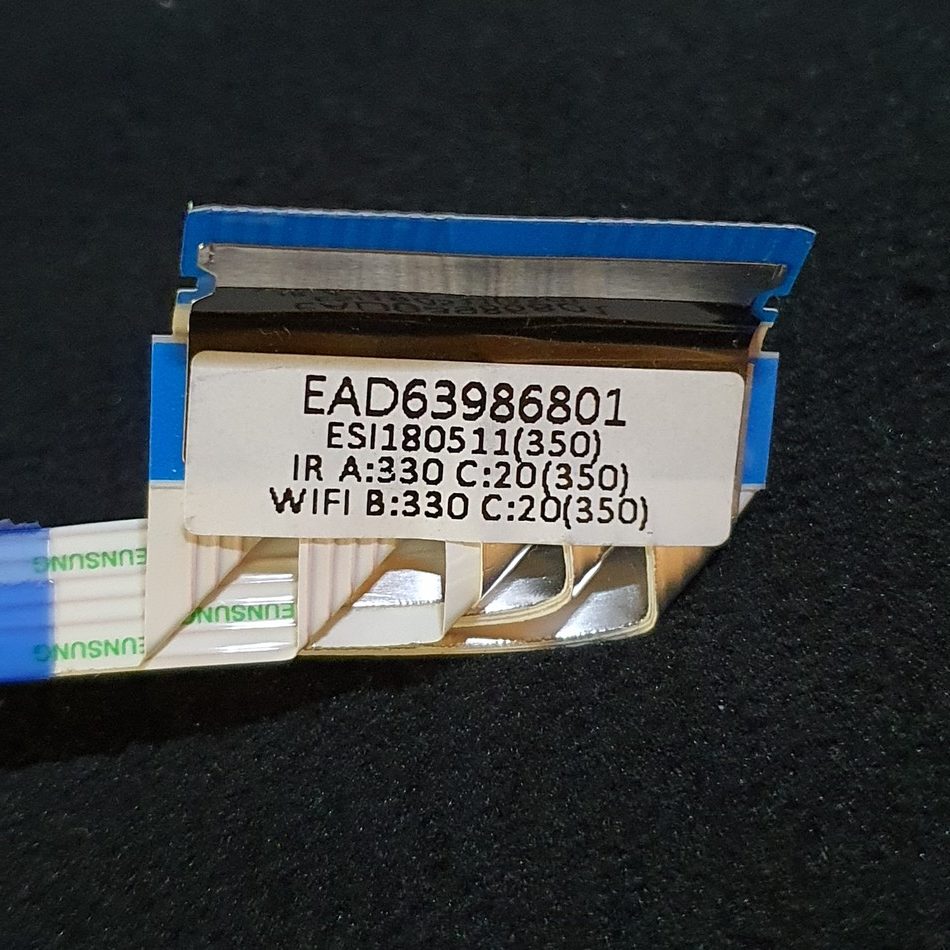 EAD63986801
ESI180511(350)
IR A:330 C:20(350)
WIFI B:330 C:20(350)
EUNSUNG
EUNSUNG
EUNSUNG